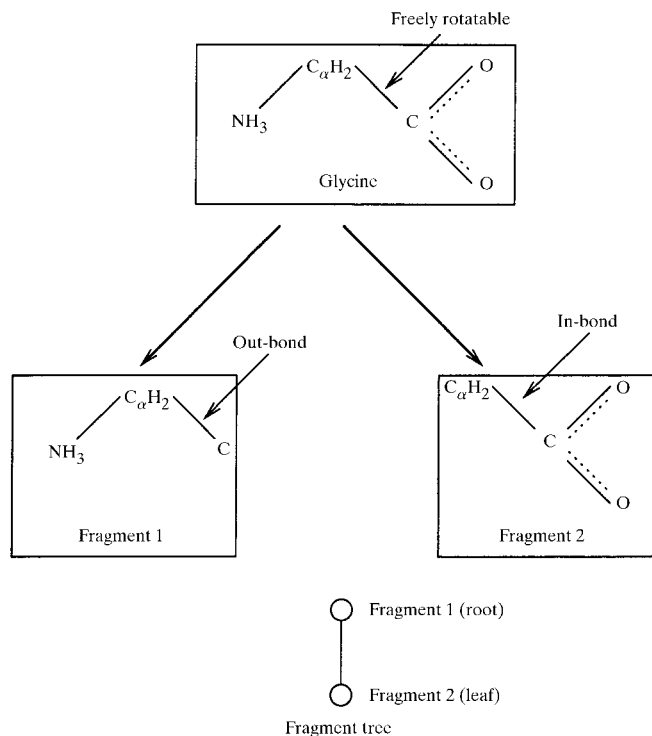 Freely rotatable
CαH2
O
NH3
C
O
Glycine
Out-bond
In-bond
CαH2
NH3
C
Fragment 1
CαH2
O
C
O
Fragment 2
Fragment 1 (root)
Fragment 2 (leaf)
Fragment tree